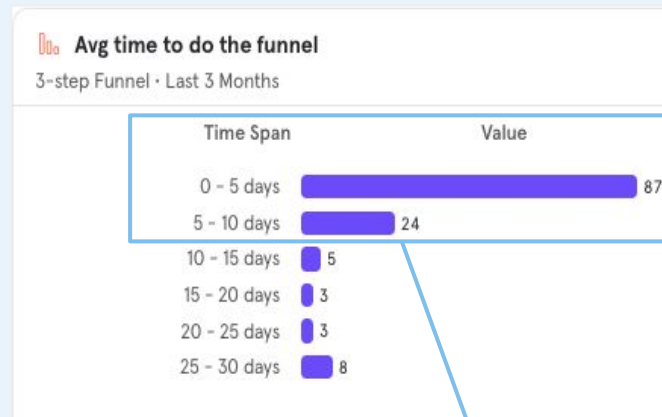 Avg time to do the funnel
3-step Funnel · Last 3 Months
Time Span Value
0 - 5 days 87
5 - 10 days 24
10 - 15 days 5
15 - 20 days 3
20 - 25 days 3
25 - 30 days 8